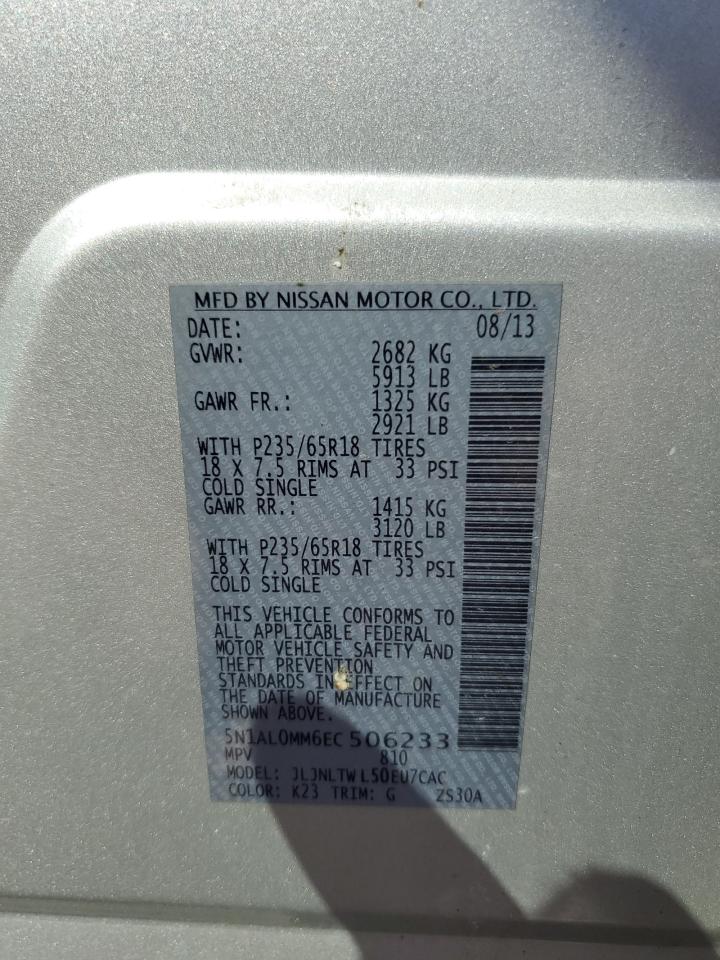 MFD BY NISSAN MOTOR CO., LTD.
DATE: 08/13
GVWR: 2682 KG
5913 LB
GAWR FR.: 1325 KG
2921 LB
WITH P235/65R18 TIRES
18 X 7.5 RIMS AT 33 PSI
COLD SINGLE
GAWR RR.: 1415 KG
3120 LB
WITH P235/65R18 TIRES
18 X 7.5 RIMS AT 33 PSI
COLD SINGLE
THIS VEHICLE CONFORMS TO
ALL APPLICABLE FEDERAL
MOTOR VEHICLE SAFETY AND
THEFT PREVENTION
STANDARDS IN EFFECT ON
THE DATE OF MANUFACTURE
SHOWN ABOVE.
5N1AL0MM6EC 506233
MPV 810
MODEL: JLJNLTW L50EU7CAC
COLOR: K23 TRIM: G ZS30A